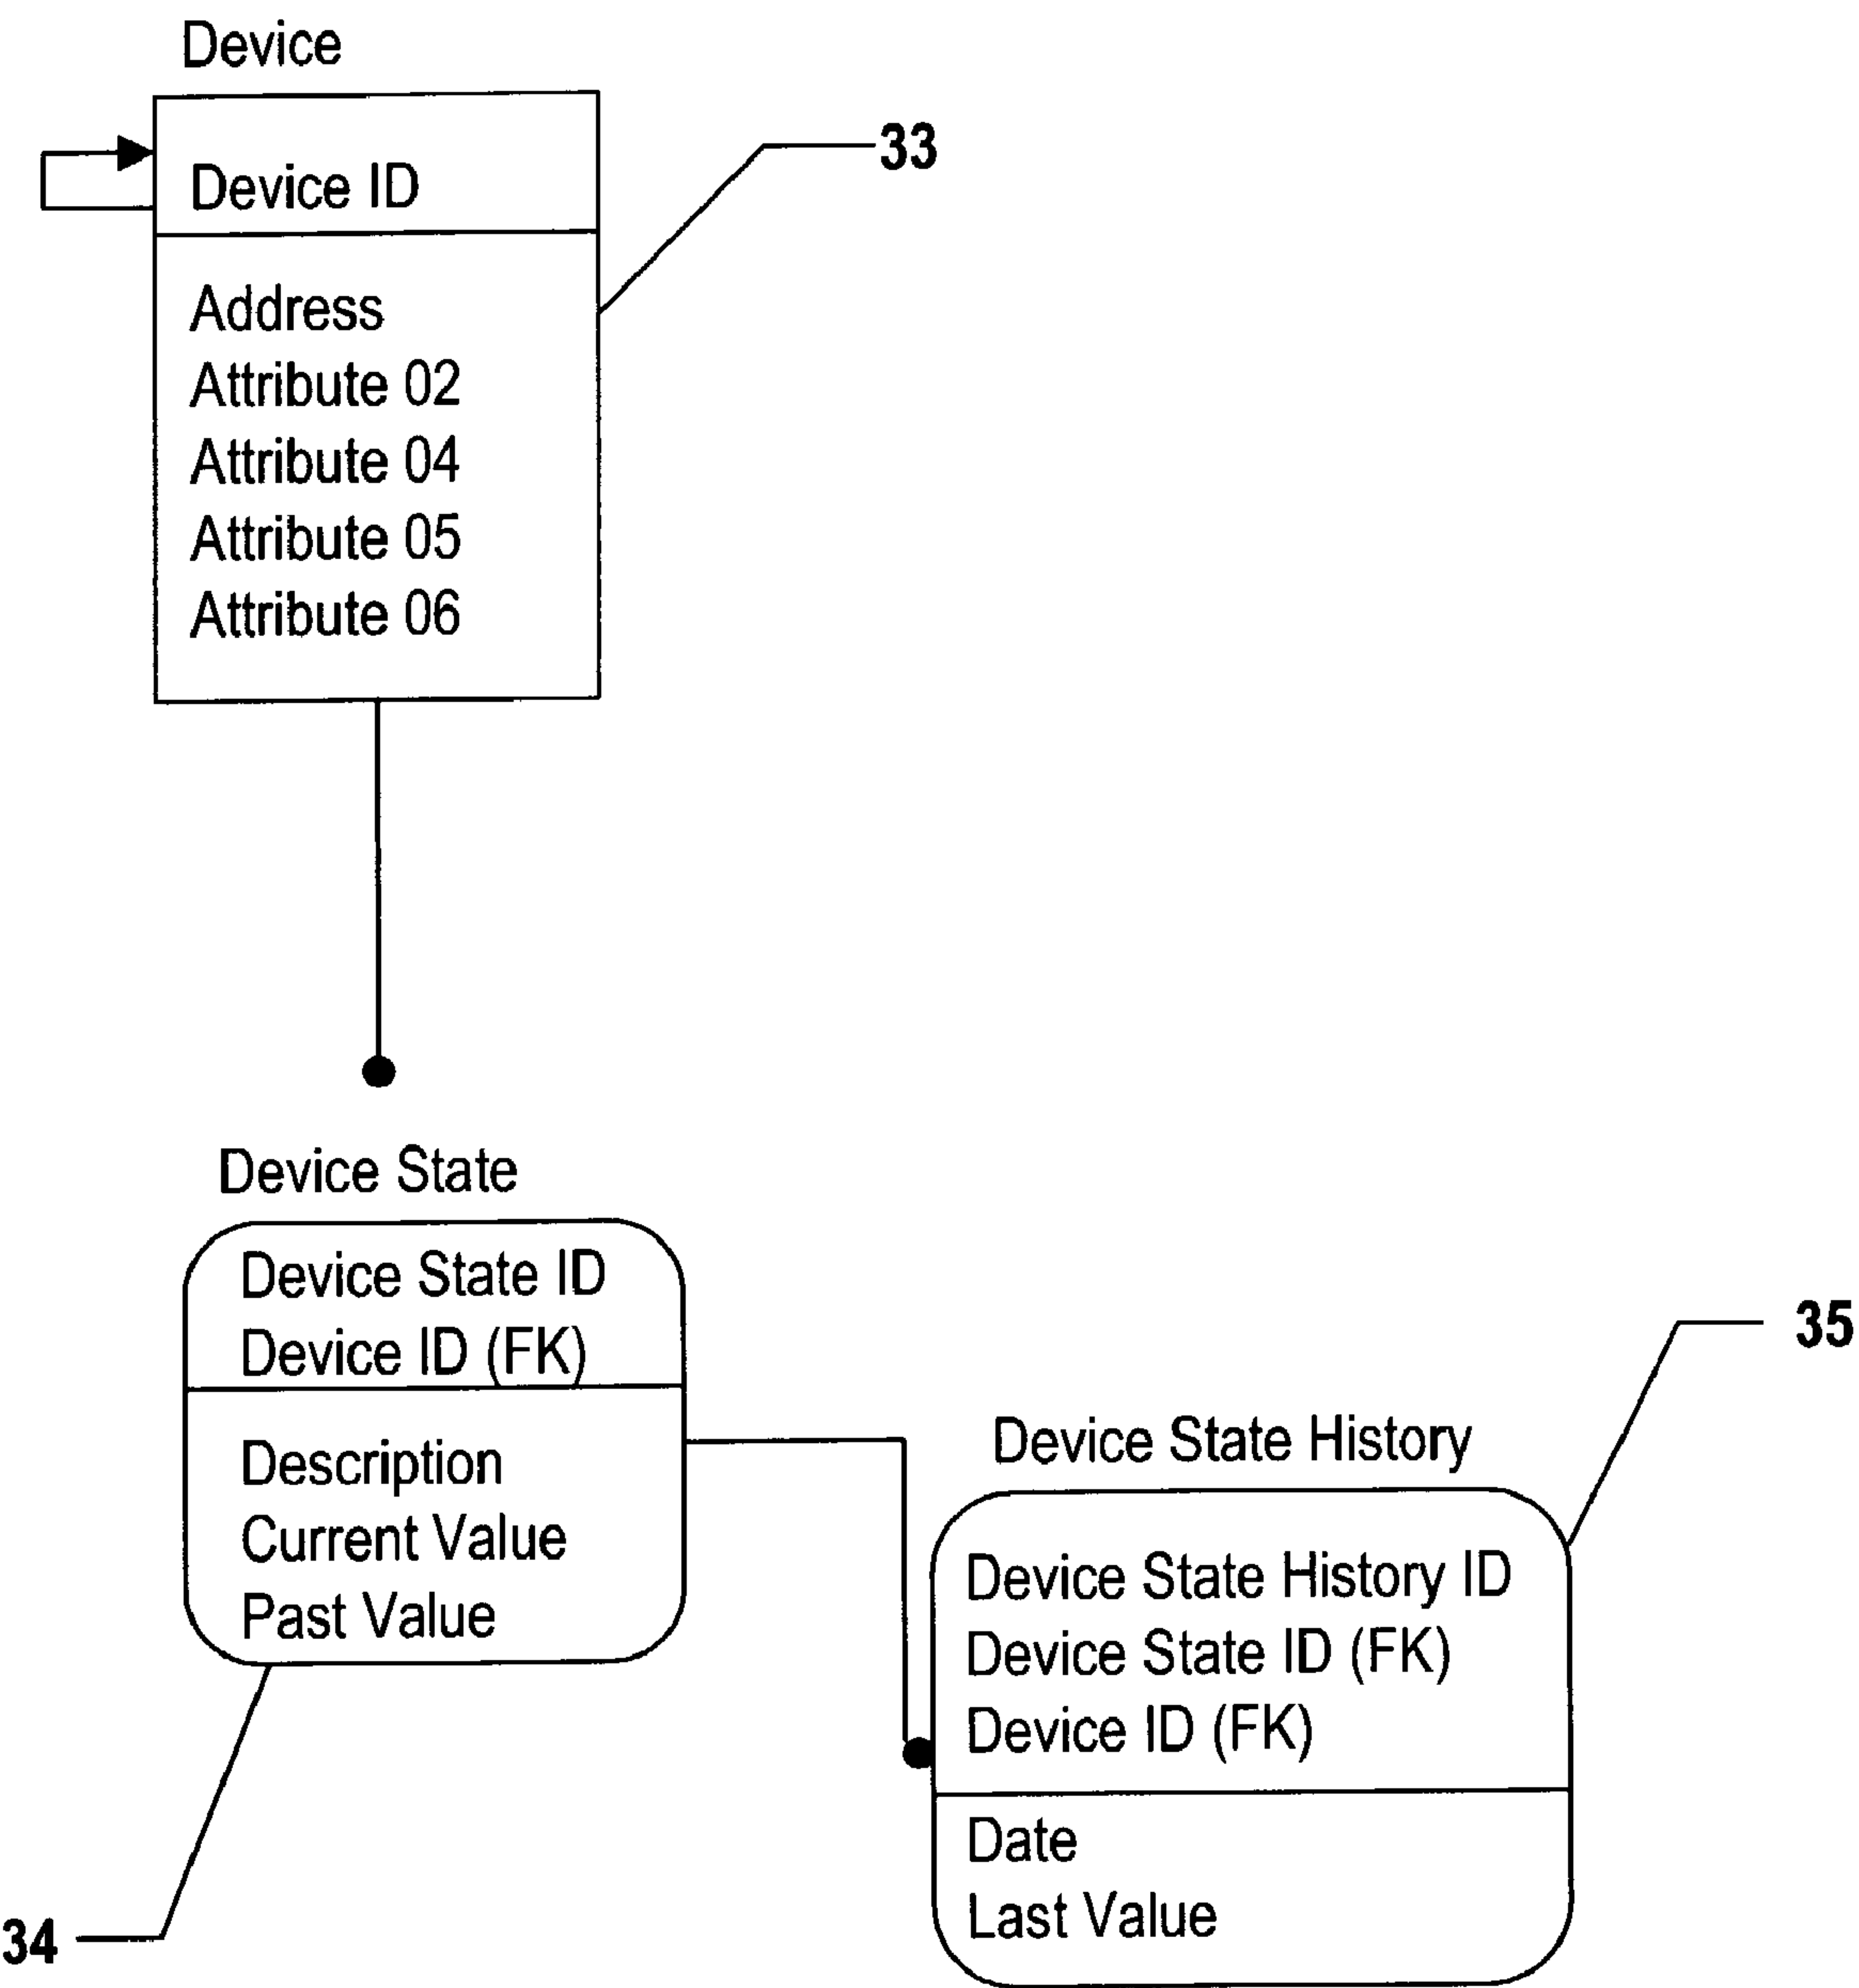 Device
33
Device ID
Address
Attribute 02
Attribute 04
Attribute 05
Attribute 06
Device State
Device State ID
Device ID (FK)
Description
Current Value
Past Value
34
35
Device State History
Device State History ID
Device State ID (FK)
Device ID (FK)
Date
Last Value